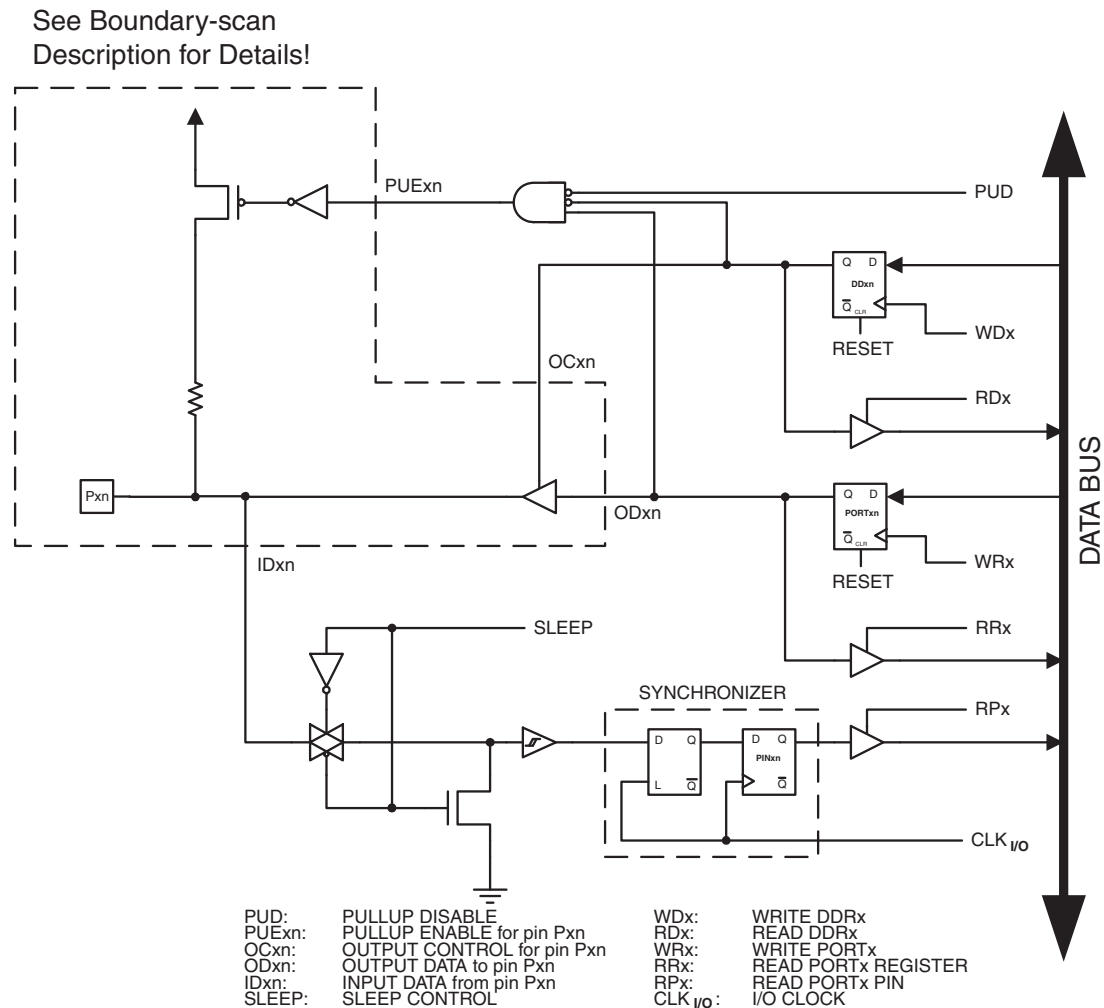 See Boundary-scan
Description for Details!
PUExn
PUD
Q D
DDxn
Q CLR
WDx
RESET
OCxn
RDx
DATA BUS
Pxn
ODxn
Q D
PORTxn
Q CLR
WRx
RESET
IDxn
SLEEP
RRx
SYNCHRONIZER
RPx
D Q
L Q
D Q
PINxn
Q
CLK I/O
PUD: PULLUP DISABLE
PUExn: PULLUP ENABLE for pin Pxn
OCxn: OUTPUT CONTROL for pin Pxn
ODxn: OUTPUT DATA to pin Pxn
IDxn: INPUT DATA from pin Pxn
SLEEP: SLEEP CONTROL
WDx: WRITE DDRx
RDx: READ DDRx
WRx: WRITE PORTx
RRx: READ PORTx REGISTER
RPx: READ PORTx PIN
CLK I/O: I/O CLOCK